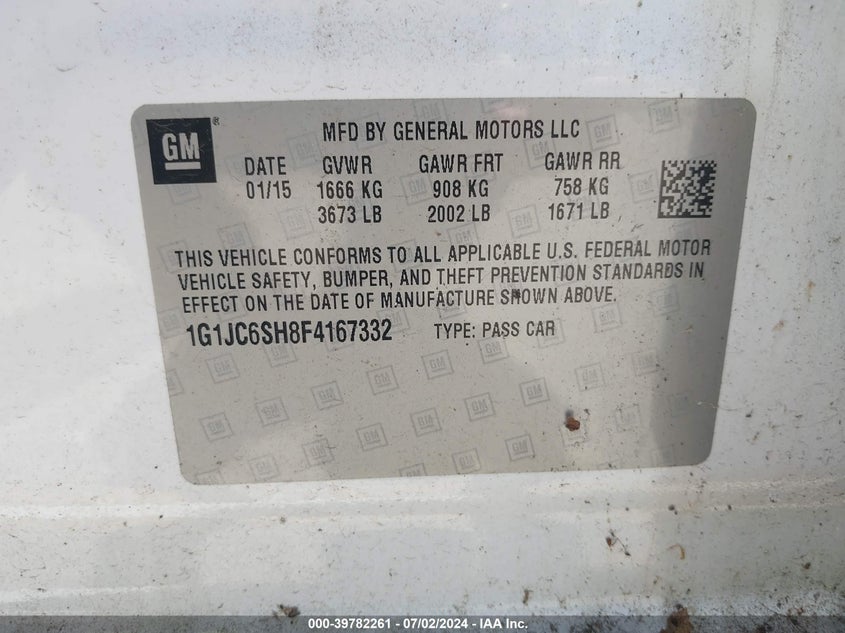 GM®
MFD BY GENERAL MOTORS LLC
DATE GVWR GAWR FRT GAWR RR
01/15 1666 KG 908 KG 758 KG
3673 LB 2002 LB 1671 LB
THIS VEHICLE CONFORMS TO ALL APPLICABLE U.S. FEDERAL MOTOR
VEHICLE SAFETY, BUMPER, AND THEFT PREVENTION STANDARDS IN
EFFECT ON THE DATE OF MANUFACTURE SHOWN ABOVE.
1G1JC6SH8F4167332 TYPE: PASS CAR
000-39782261 - 07/02/2024 - IAA Inc.